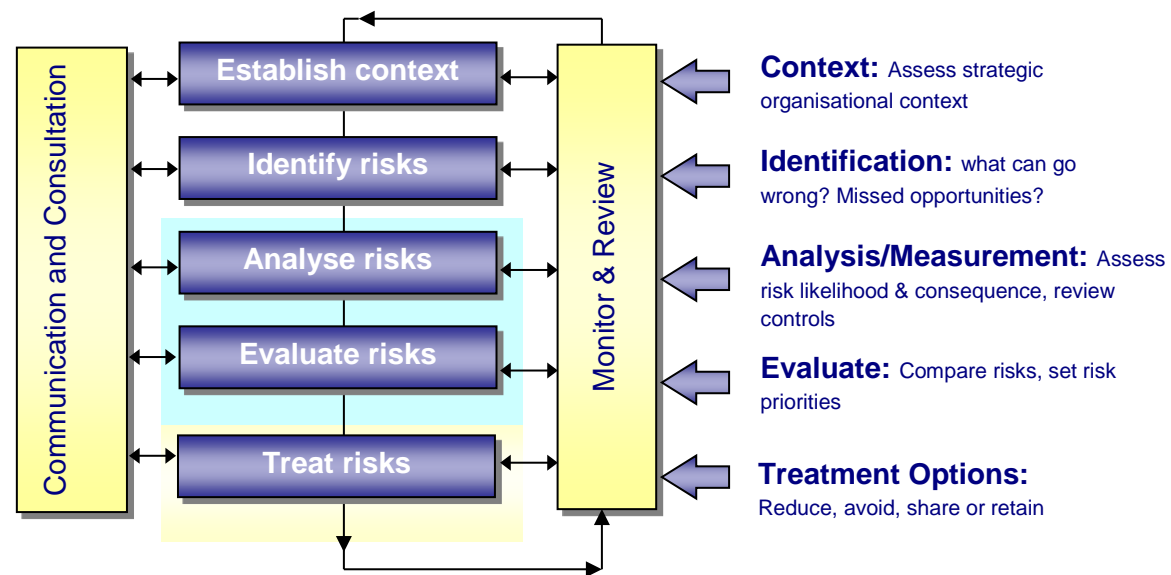 Communication and Consultation
Establish context
Identify risks
Analyse risks
Evaluate risks
Treat risks
Monitor & Review
Context: Assess strategic
organisational context
Identification: what can go
wrong? Missed opportunities?
Analysis/Measurement: Assess
risk likelihood & consequence, review
controls
Evaluate: Compare risks, set risk
priorities
Treatment Options:
Reduce, avoid, share or retain